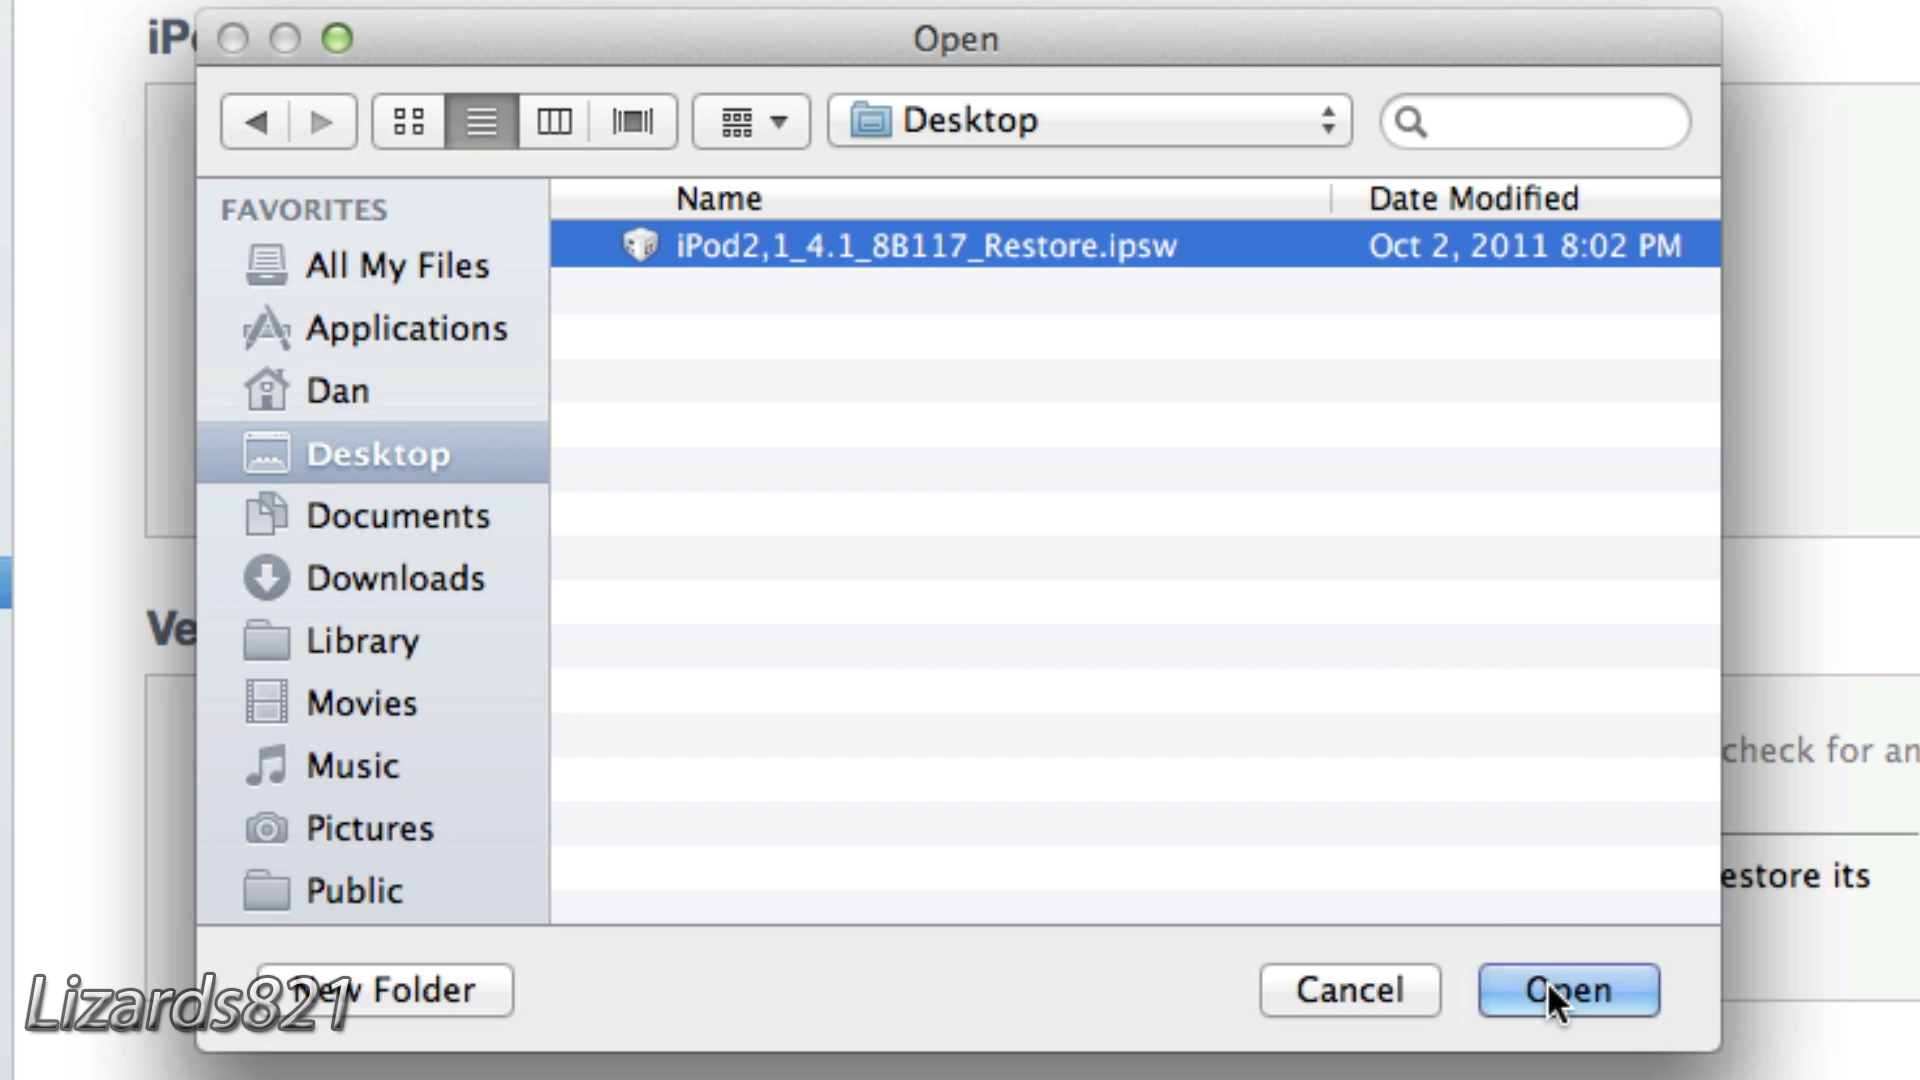 iP
Open
Desktop
FAVORITES
Name
Date Modified
All My Files
iPod2,1_4.1_8B117_Restore.ipsw
Oct 2, 2011 8:02 PM
Applications
Dan
Desktop
Documents
Downloads
Library
Ve
Movies
check for an
Music
Pictures
estore its
Public
New Folder
Cancel
Open
Lizards821